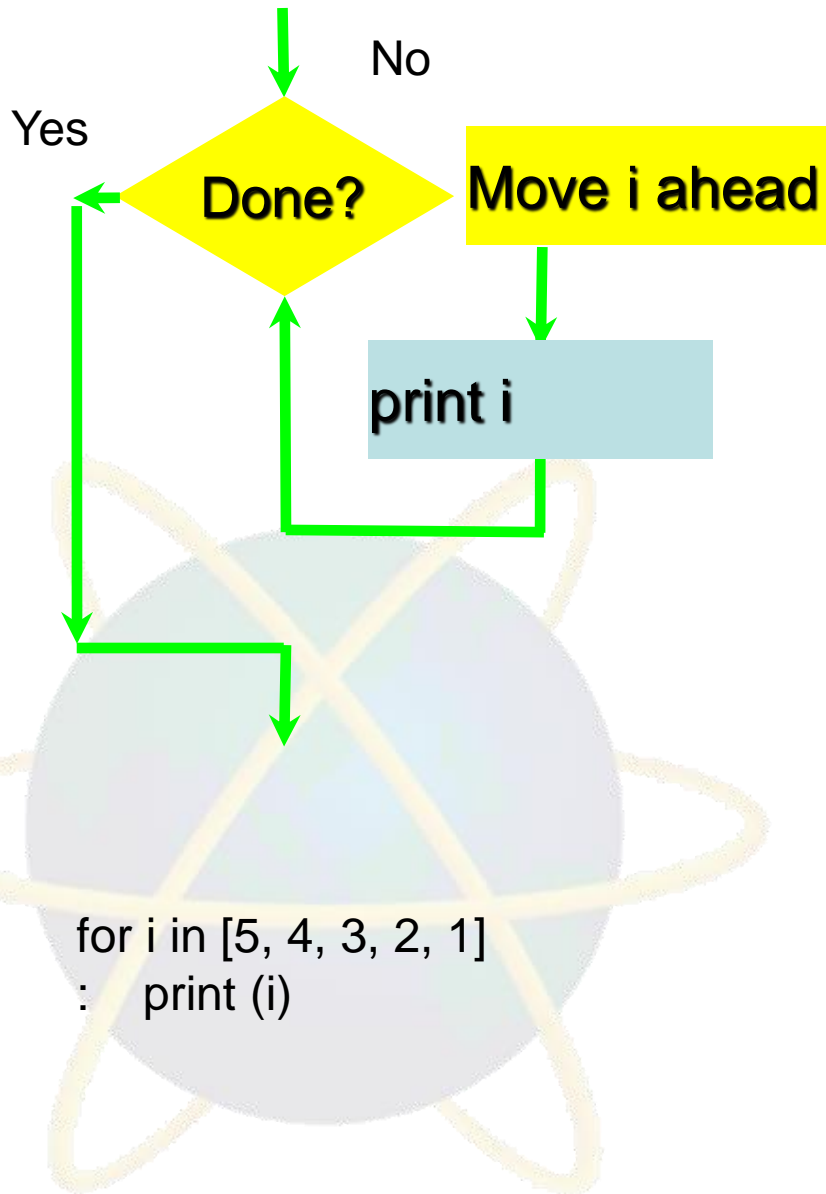 No
Yes
Done?
Move i ahead
print i
for i in [5, 4, 3, 2, 1]
: print (i)